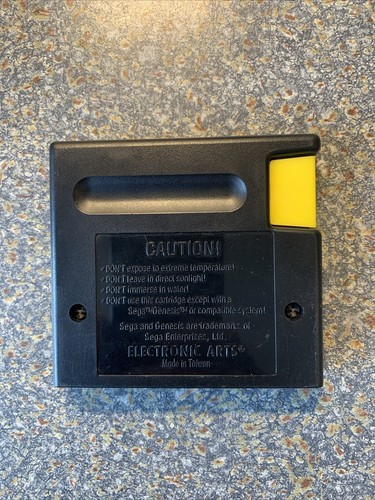 CAUTION!
✓DON'T expose to extreme temperature!
✓DON'T leave in direct sunlight!
✓DON'T immerse in water!
✓DON'T use this cartridge except with a
Sega™Genesis™ or compatible system!
Sega and Genesis are trademarks of
Sega Enterprises, Ltd.
ELECTRONIC ARTS®
Made in Taiwan